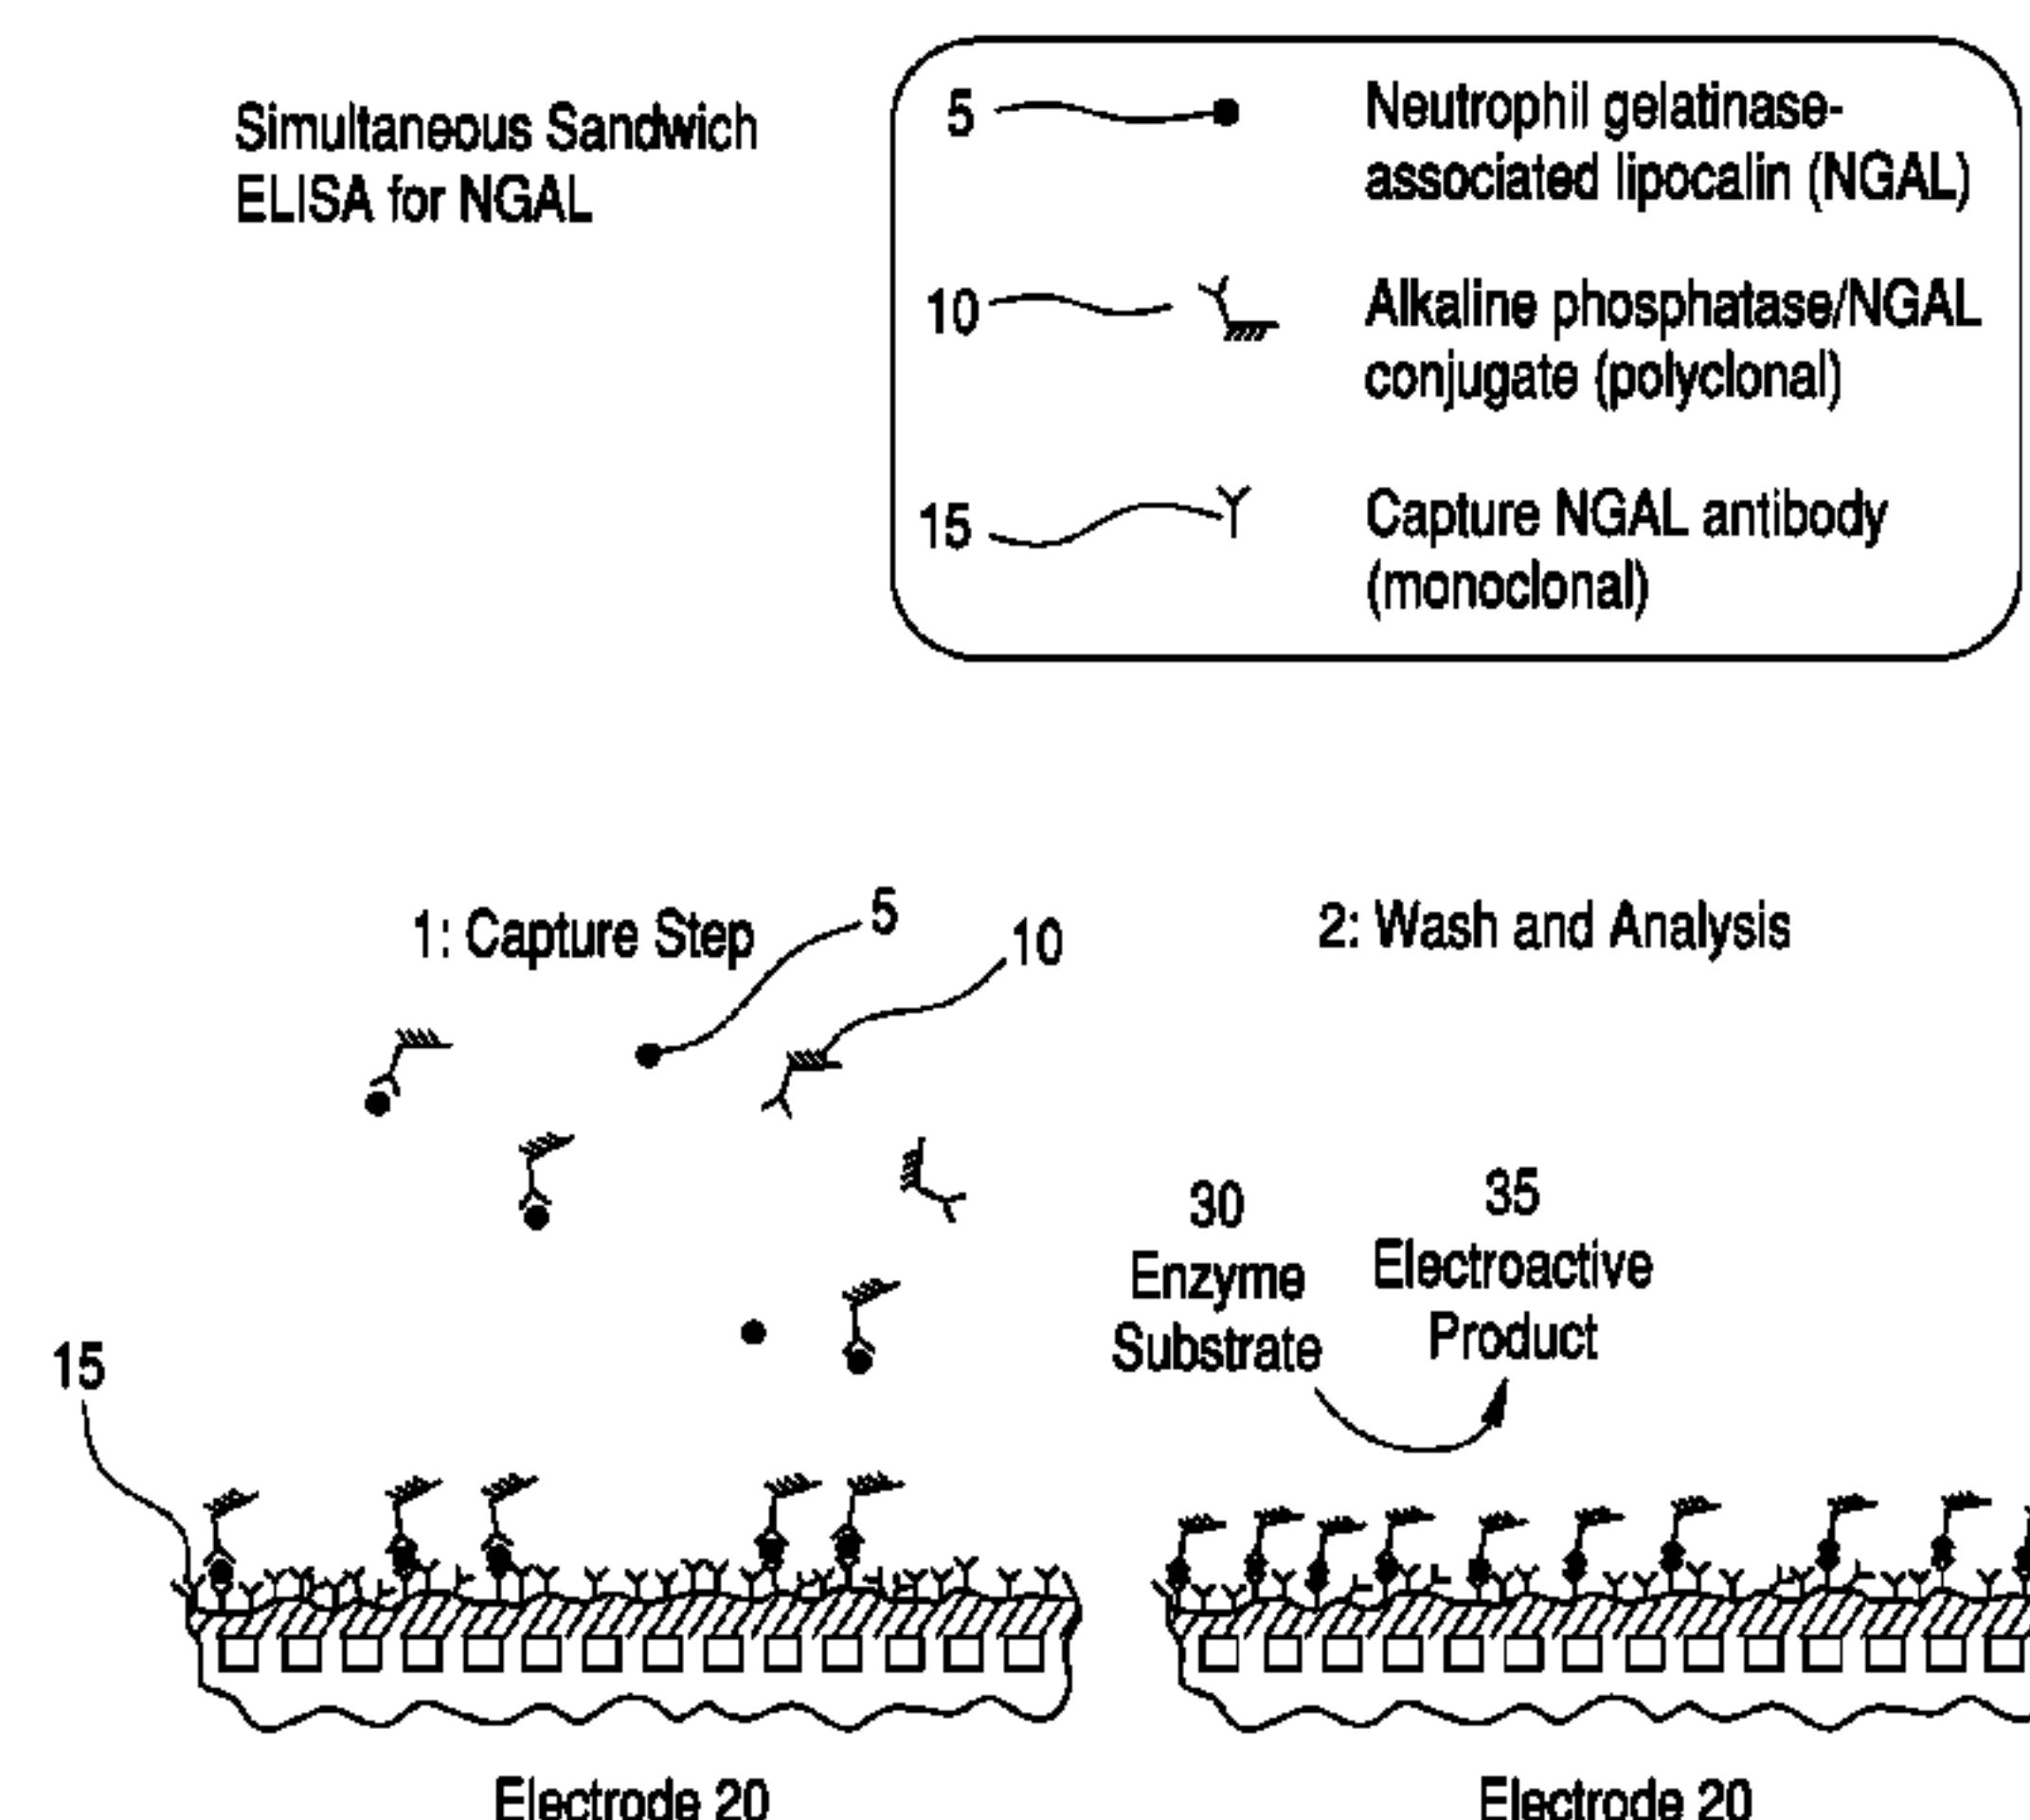 Simultaneous Sandwich
ELISA for NGAL
5
Neutrophil gelatinase-
associated lipocalin (NGAL)
10
Alkaline phosphatase/NGAL
conjugate (polyclonal)
15
Capture NGAL antibody
(monoclonal)
1: Capture Step
5
10
15
2: Wash and Analysis
30
Enzyme
Substrate
35
Electroactive
Product
Electrode 20
Electrode 20